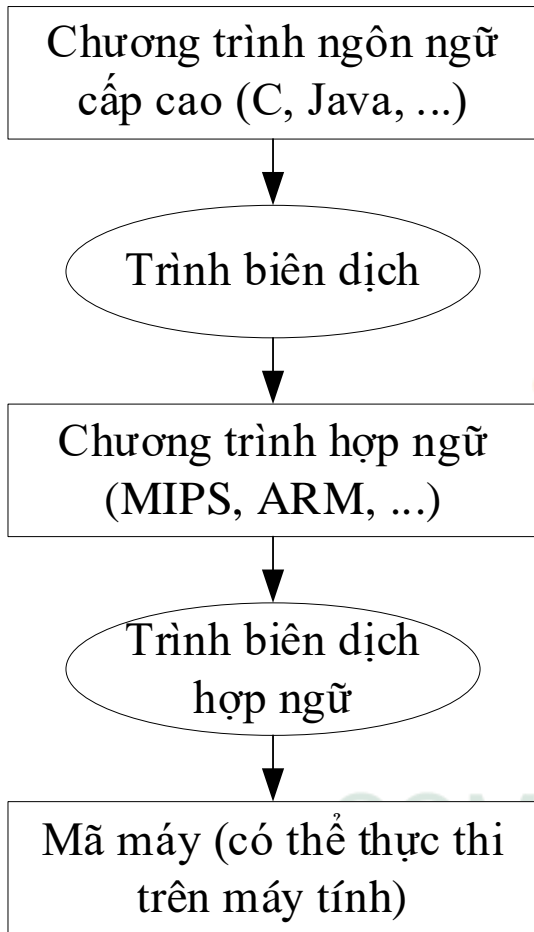 Chương trình ngôn ngữ
cấp cao (C, Java, ...)
Trình biên dịch
Chương trình hợp ngữ
(MIPS, ARM, ...)
Trình biên dịch
hợp ngữ
Mã máy (có thể thực thi
trên máy tính)